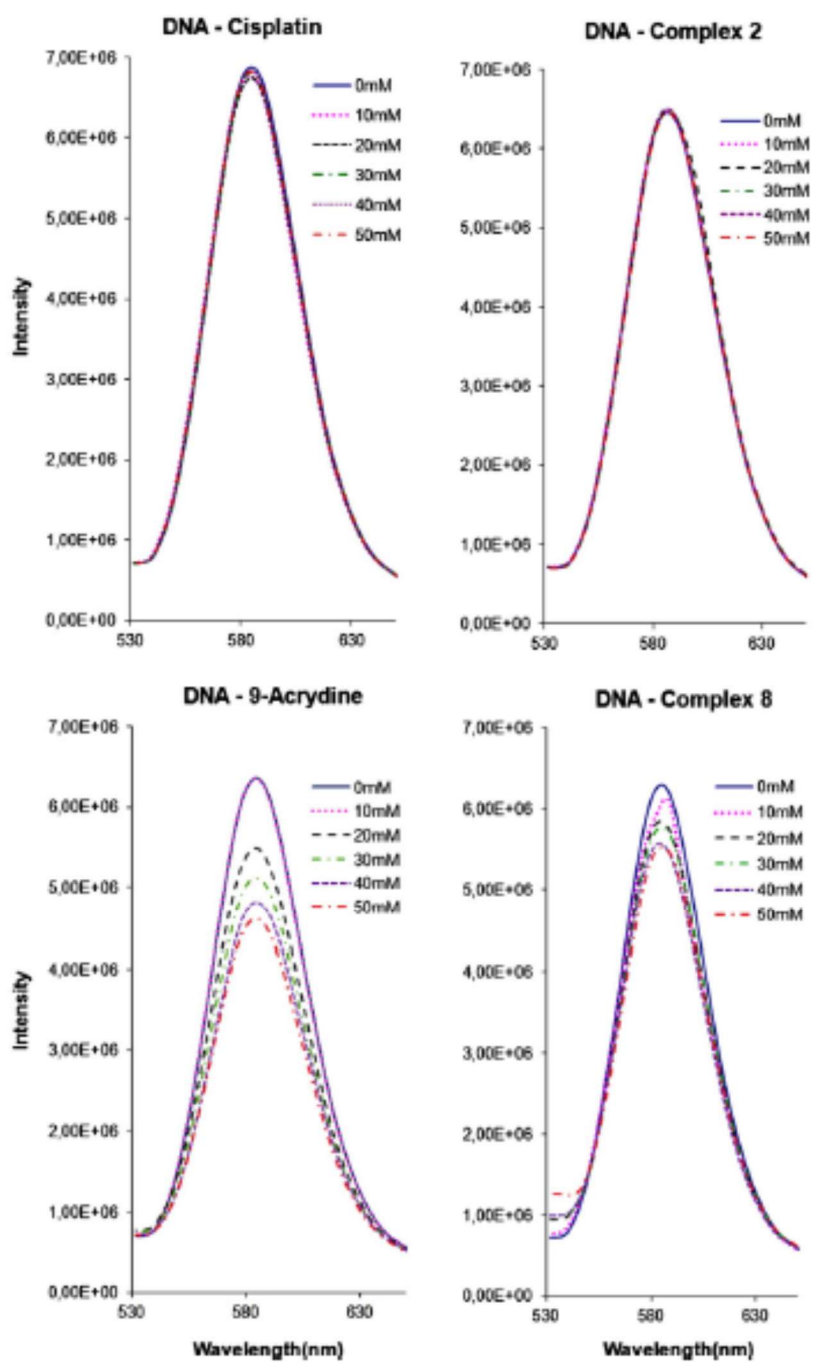 DNA - Cisplatin
7,00E+06
6,00E+06
5,00E+06
4,00E+06
3,00E+06
2,00E+06
1,00E+06
0,00E+00
Intensity
530
580
630
0mM
10mM
20mM
30mM
40mM
50mM
DNA - Complex 2
7,00E+06
6,00E+06
5,00E+06
4,00E+06
3,00E+06
2,00E+06
1,00E+06
0,00E+00
530
580
630
0mM
10mM
20mM
30mM
40mM
50mM
DNA - 9-Acrydine
7,00E+06
6,00E+06
5,00E+06
4,00E+06
3,00E+06
2,00E+06
1,00E+06
0,00E+00
Intensity
530
580
630
Wavelength(nm)
0mM
10mM
20mM
30mM
40mM
50mM
DNA - Complex 8
7,00E+06
6,00E+06
5,00E+06
4,00E+06
3,00E+06
2,00E+06
1,00E+06
0,00E+00
530
580
630
Wavelength(nm)
0mM
10mM
20mM
30mM
40mM
50mM